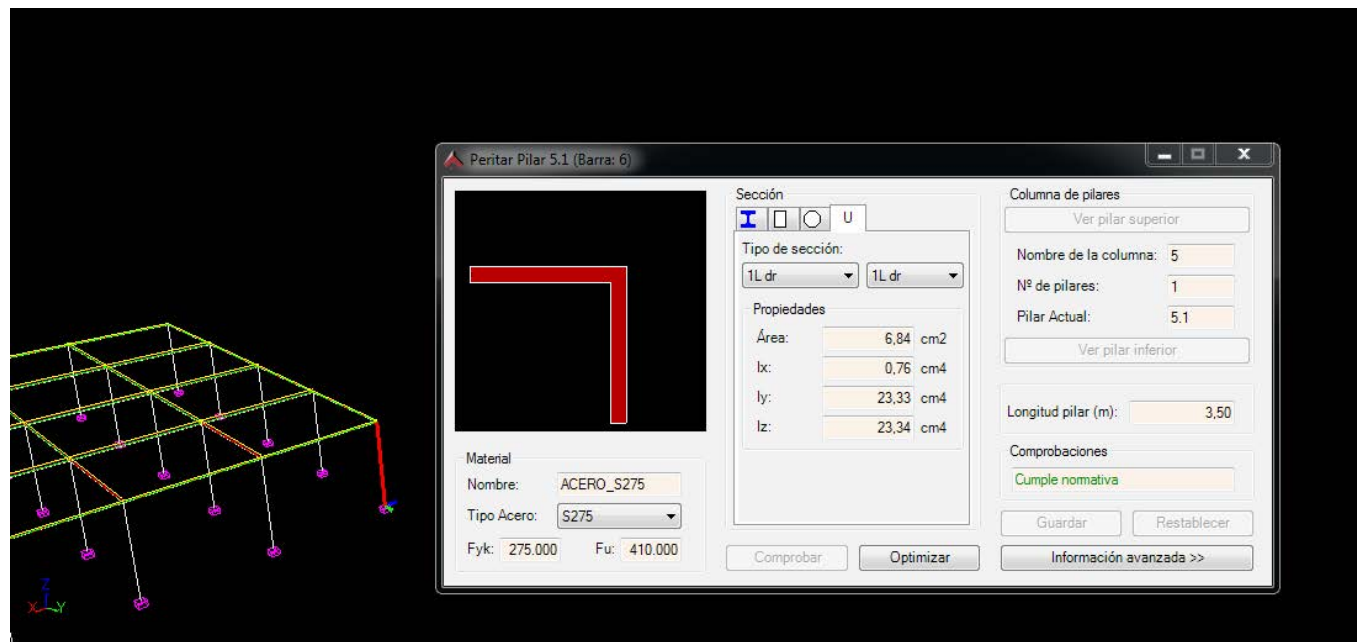 Peritar Pilar 5.1 (Barra: 6)
Sección
U
Tipo de sección:
1L dr 1L dr
Propiedades
Área: 6,84 cm2
Ix: 0,76 cm4
Iy: 23,33 cm4
Iz: 23,34 cm4
Material
Nombre: ACERO_S275
Tipo Acero: S275
Fyk: 275.000 Fu: 410.000
Comprobar Optimizar
Columna de pilares
Ver pilar superior
Nombre de la columna: 5
Nº de pilares: 1
Pilar Actual: 5.1
Ver pilar inferior
Longitud pilar (m): 3,50
Comprobaciones
Cumple normativa
Guardar Restablecer
Información avanzada >>
Z
X Y